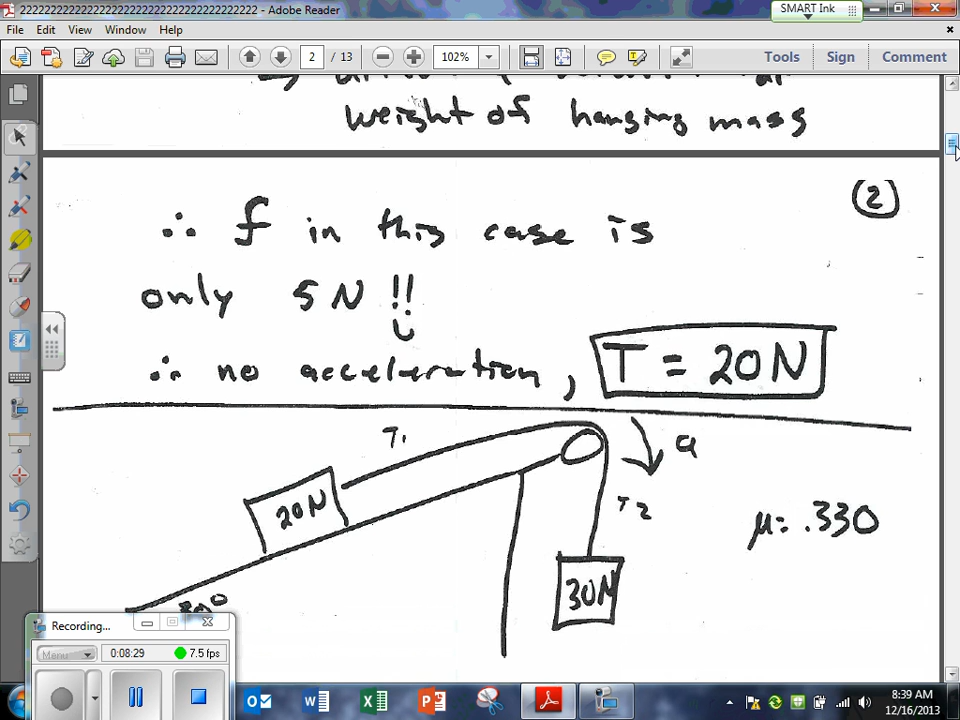 22222222222222222222222222222222222222 - Adobe Reader
SMART Ink
File Edit View Window Help
2 / 13 102% Tools Sign Comment
weight of hanging mass
2
∴ f in this case is
only 5N !!
∴ no acceleration, T = 20N
T1
a
20N
T2
μ = .330
30N
Recording...
Menu
0:08:29 7.5 fps
8:39 AM
12/16/2013